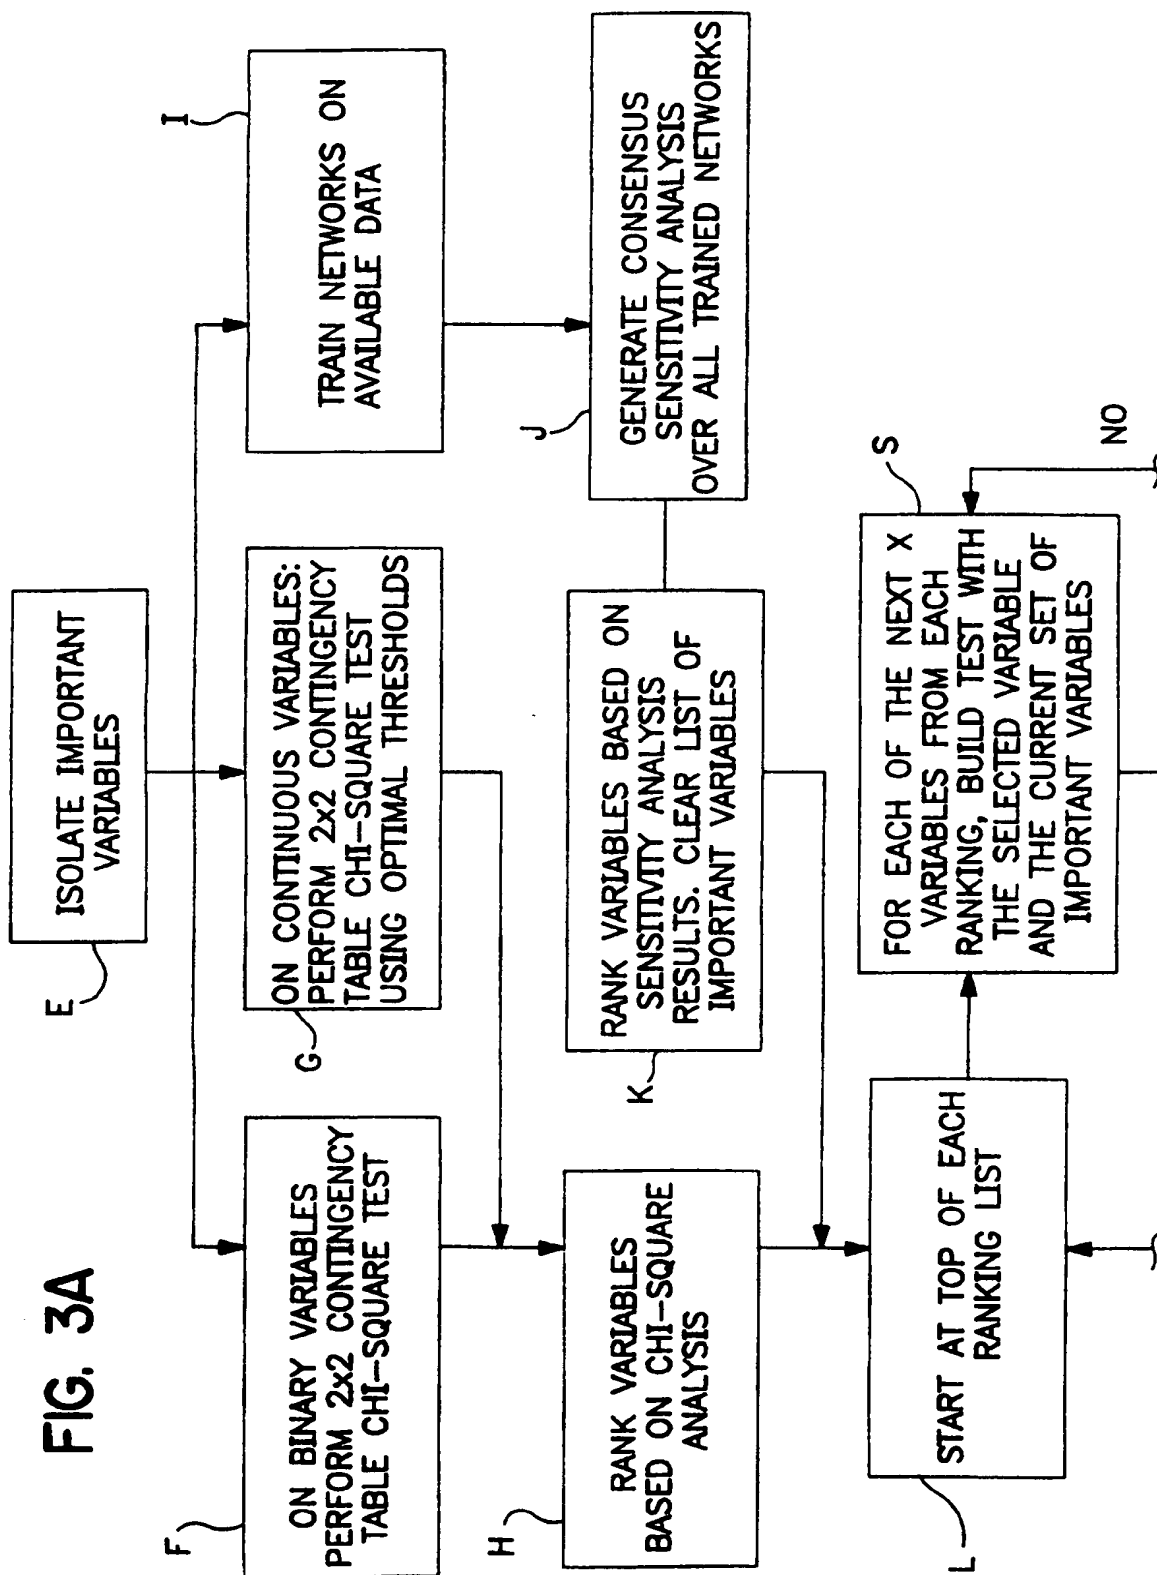 FIG. 3A
E
ISOLATE IMPORTANT
VARIABLES
F
ON BINARY VARIABLES
PERFORM 2x2 CONTINGENCY
TABLE CHI-SQUARE TEST
G
ON CONTINUOUS VARIABLES:
PERFORM 2x2 CONTINGENCY
TABLE CHI-SQUARE TEST
USING OPTIMAL THRESHOLDS
I
TRAIN NETWORKS ON
AVAILABLE DATA
H
RANK VARIABLES
BASED ON CHI-SQUARE
ANALYSIS
K
RANK VARIABLES BASED ON
SENSITIVITY ANALYSIS
RESULTS. CLEAR LIST OF
IMPORTANT VARIABLES
J
GENERATE CONSENSUS
SENSITIVITY ANALYSIS
OVER ALL TRAINED NETWORKS
L
START AT TOP OF EACH
RANKING LIST
S
FOR EACH OF THE NEXT X
VARIABLES FROM EACH
RANKING, BUILD TEST WITH
THE SELECTED VARIABLE
AND THE CURRENT SET OF
IMPORTANT VARIABLES
NO